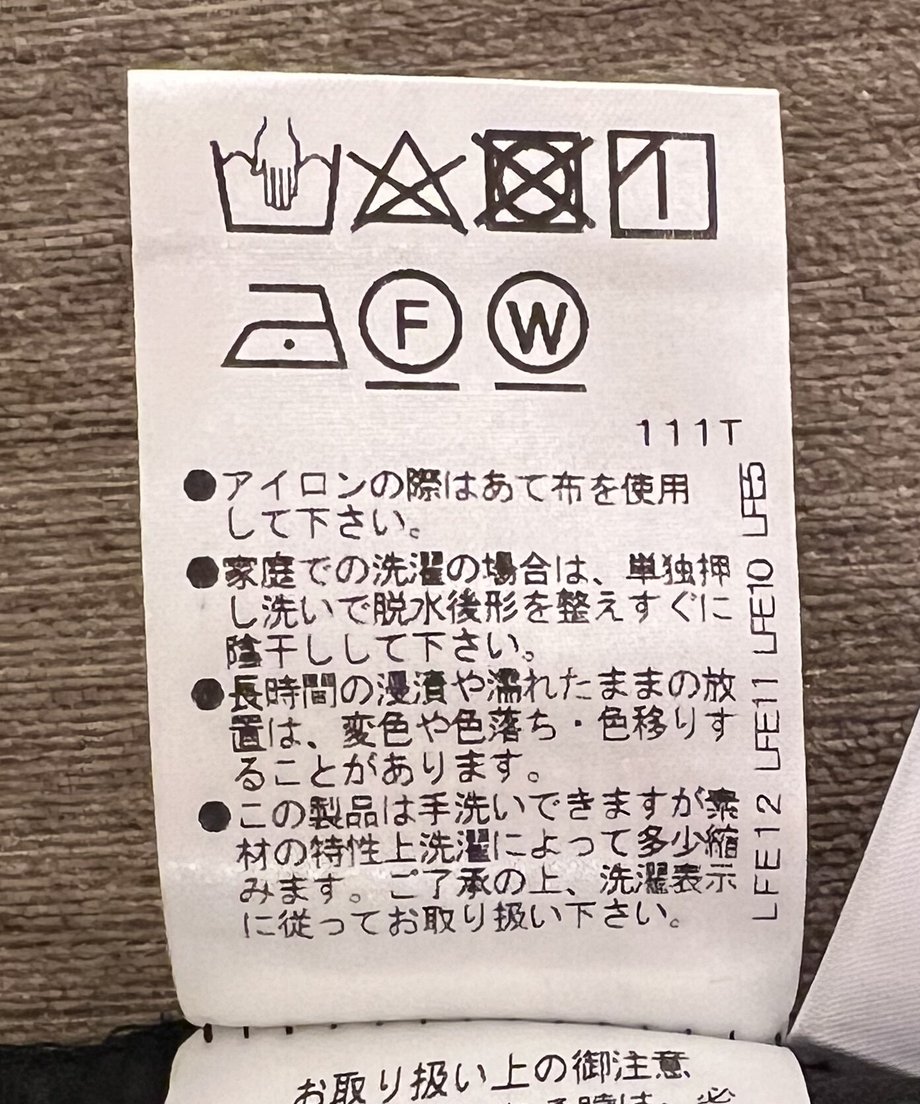 F W
111T
●アイロンの際はあて布を使用
して下さい。
●家庭での洗濯の場合は、単独押
し洗いで脱水後形を整えすぐに
陰干しして下さい。
●長時間の浸漬や濡れたままの放
置は、変色や色落ち・色移りす
ることがあります。
●この製品は手洗いできますが素
材の特性上洗濯によって多少縮
みます。ご了承の上、洗濯表示
に従ってお取り扱い下さい。
LFE5
LFE10
LFE11
LFE12
お取り扱い上の御注意